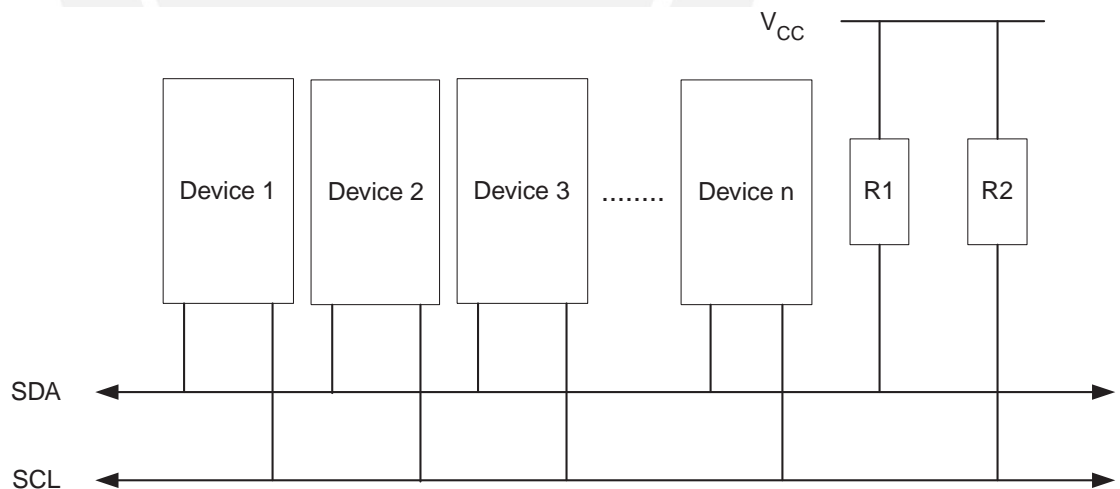 VCC
Device 1 Device 2 Device 3 ........ Device n R1 R2
SDA
SCL